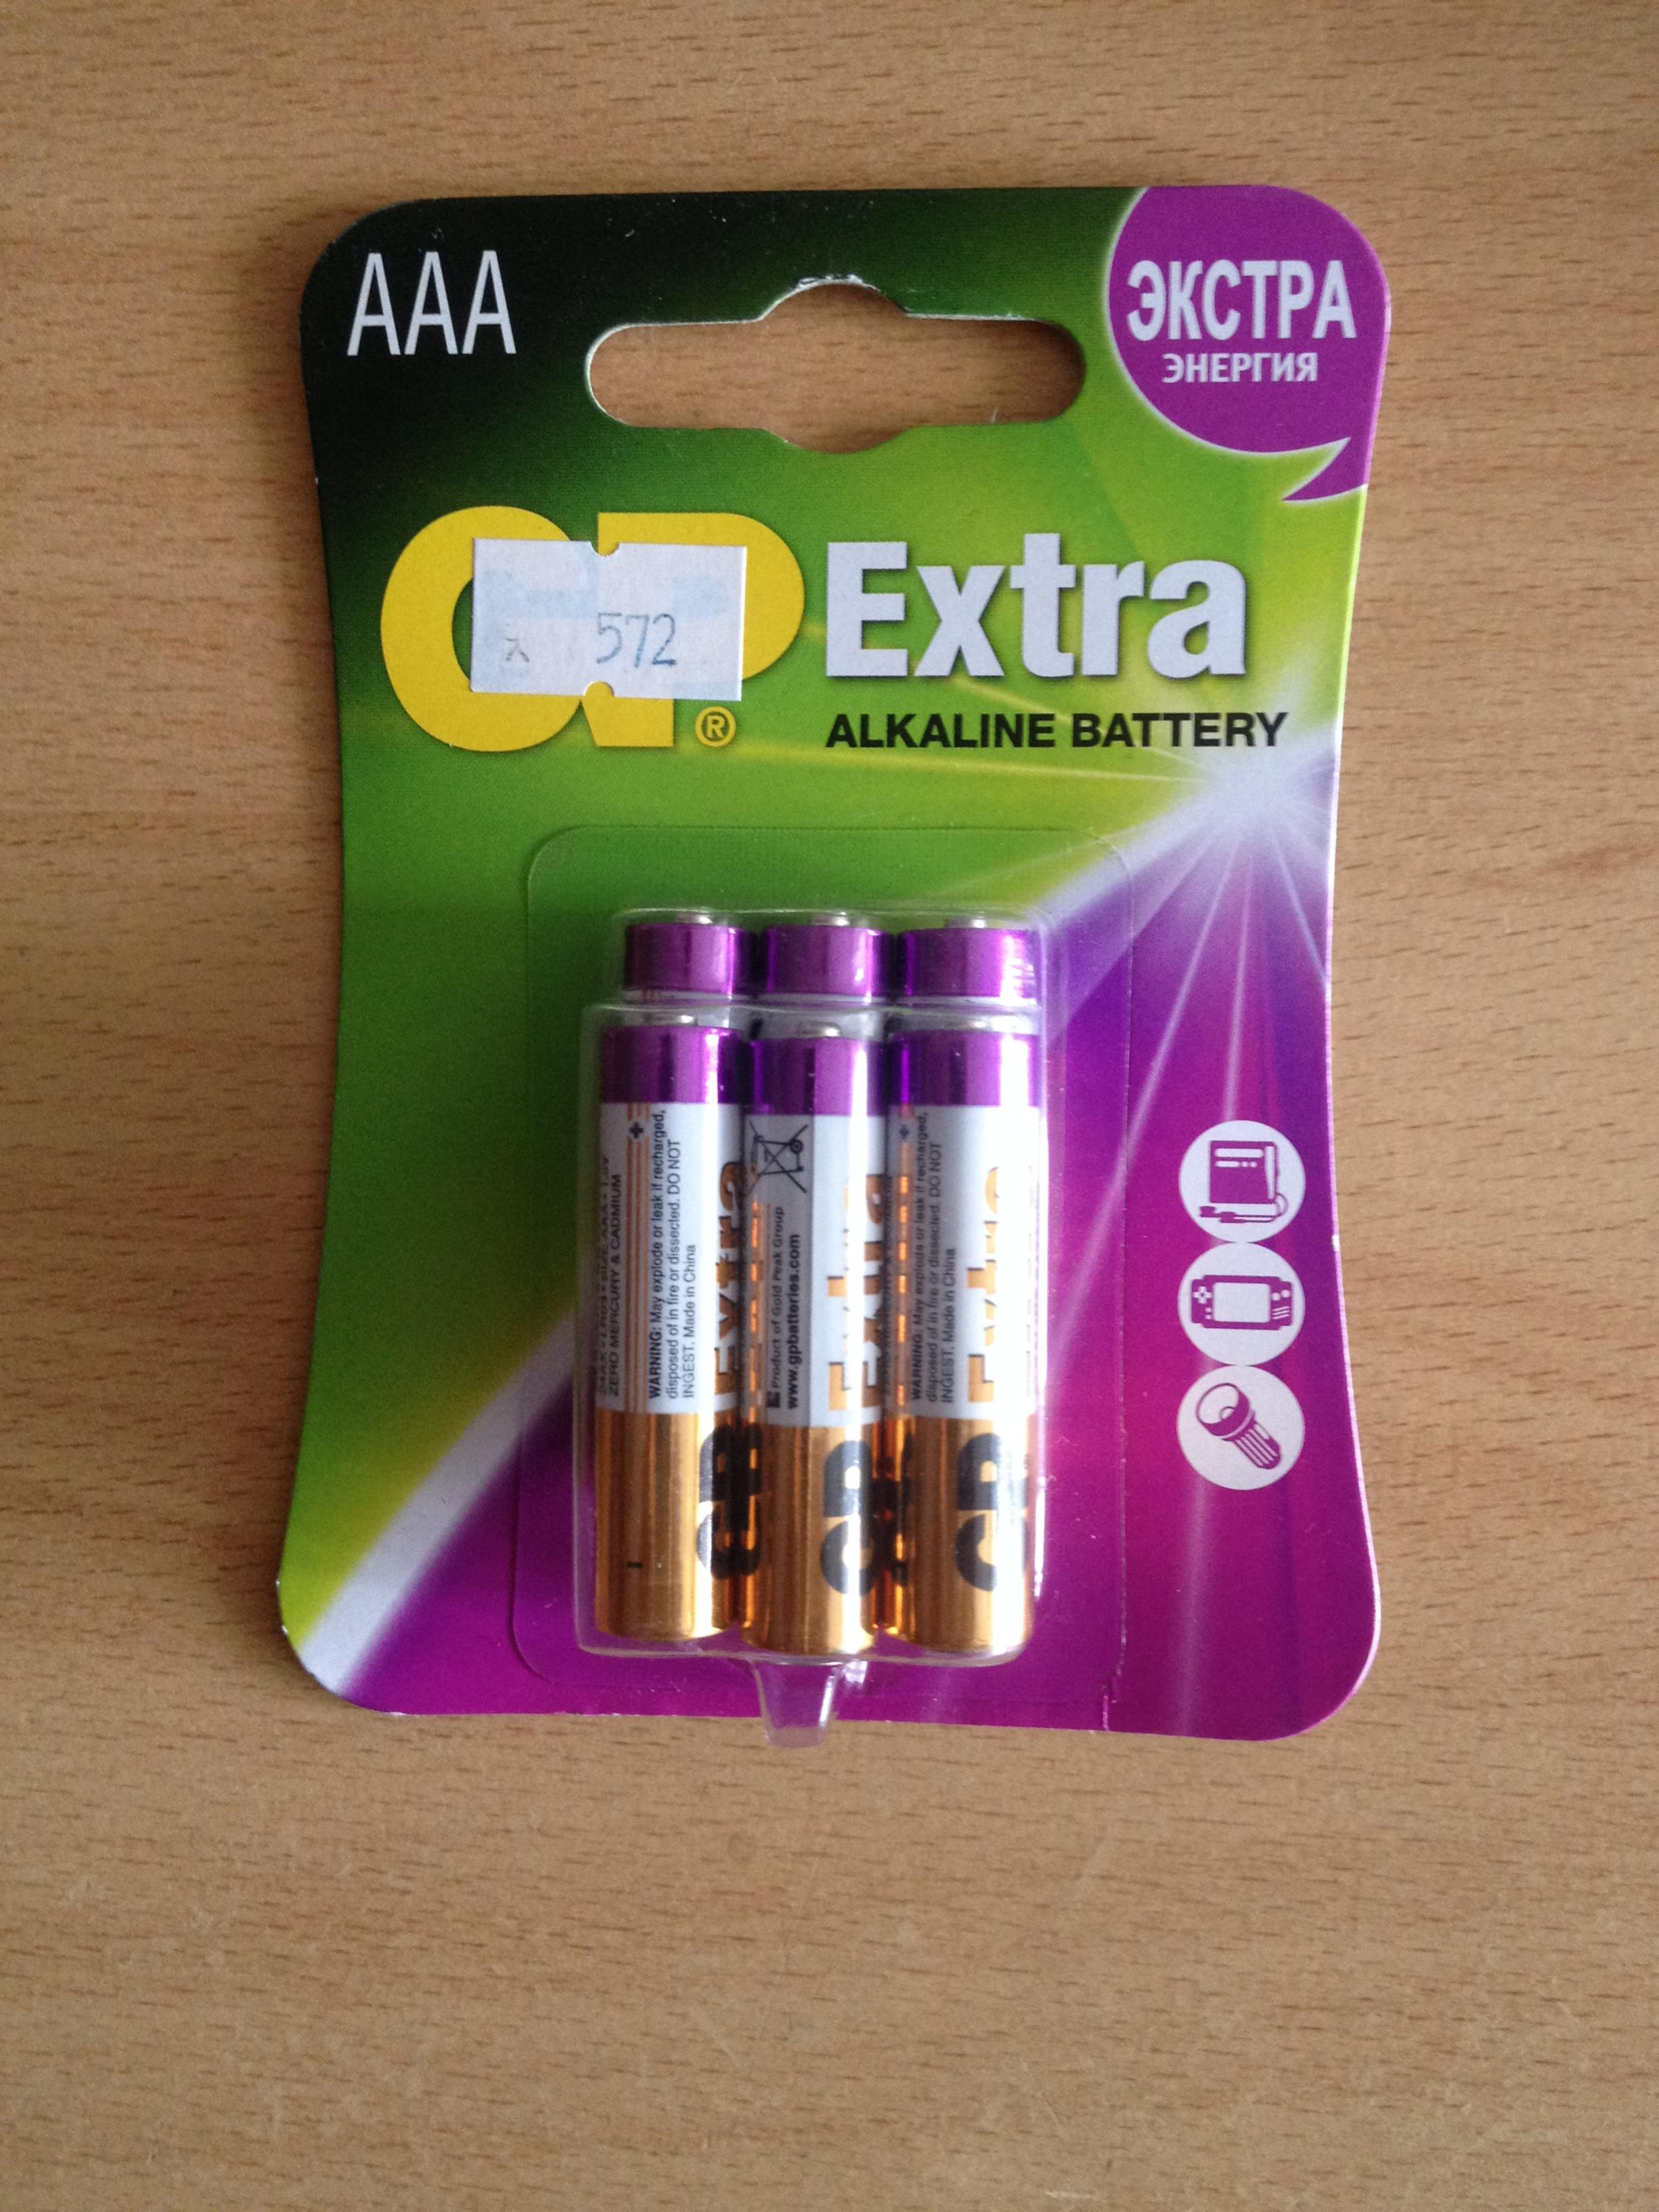 AAA
ЭКСТРА
ЭНЕРГИЯ
GP
Extra
572
®
ALKALINE BATTERY
ZERO MERCURY & CADMIUM
WARNING: May explode or leak if recharged,
disposed of in fire or dissected. DO NOT
INGEST. Made in China
GP Extra
Product of Gold Peak Group
www.gpbatteries.com
GP Extra
WARNING: May explode or leak if recharged,
disposed of in fire or dissected. DO NOT
INGEST. Made in China
GP Extra